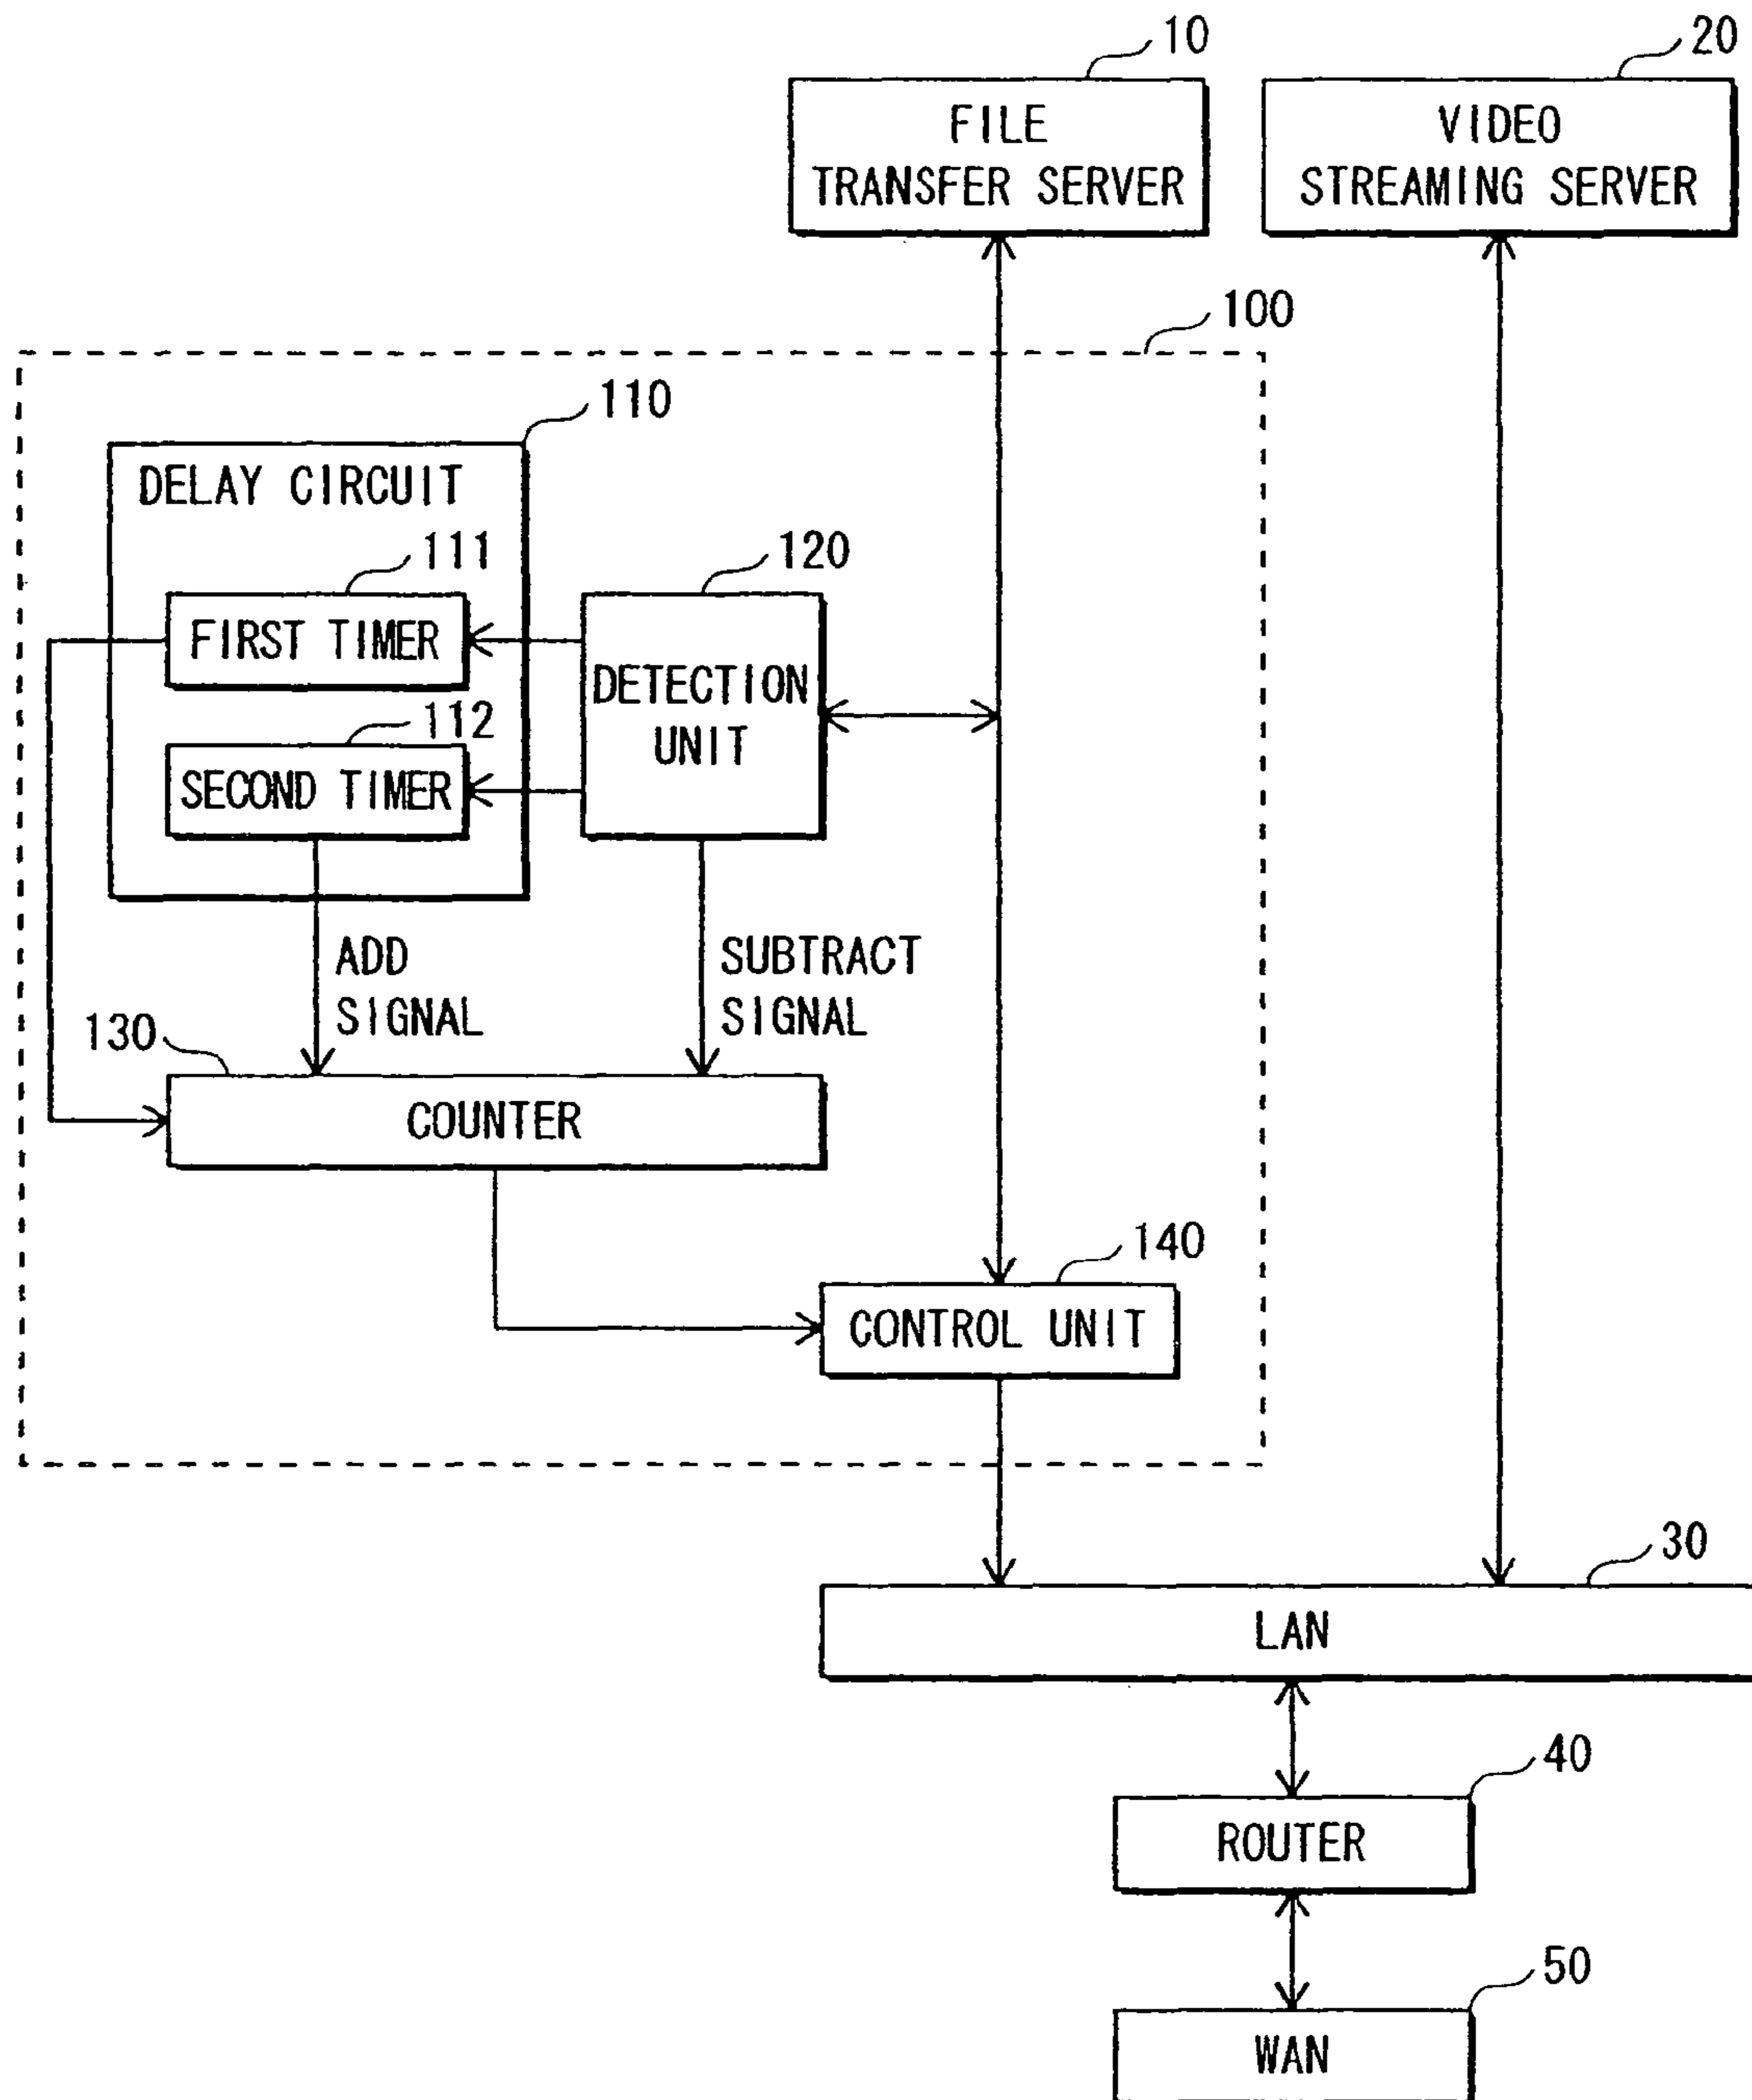 10
20
FILE
TRANSFER SERVER
VIDEO
STREAMING SERVER
100
110
DELAY CIRCUIT
111
120
FIRST TIMER
DETECTION
UNIT
112
SECOND TIMER
ADD
SIGNAL
SUBTRACT
SIGNAL
130
COUNTER
140
CONTROL UNIT
30
LAN
40
ROUTER
50
WAN